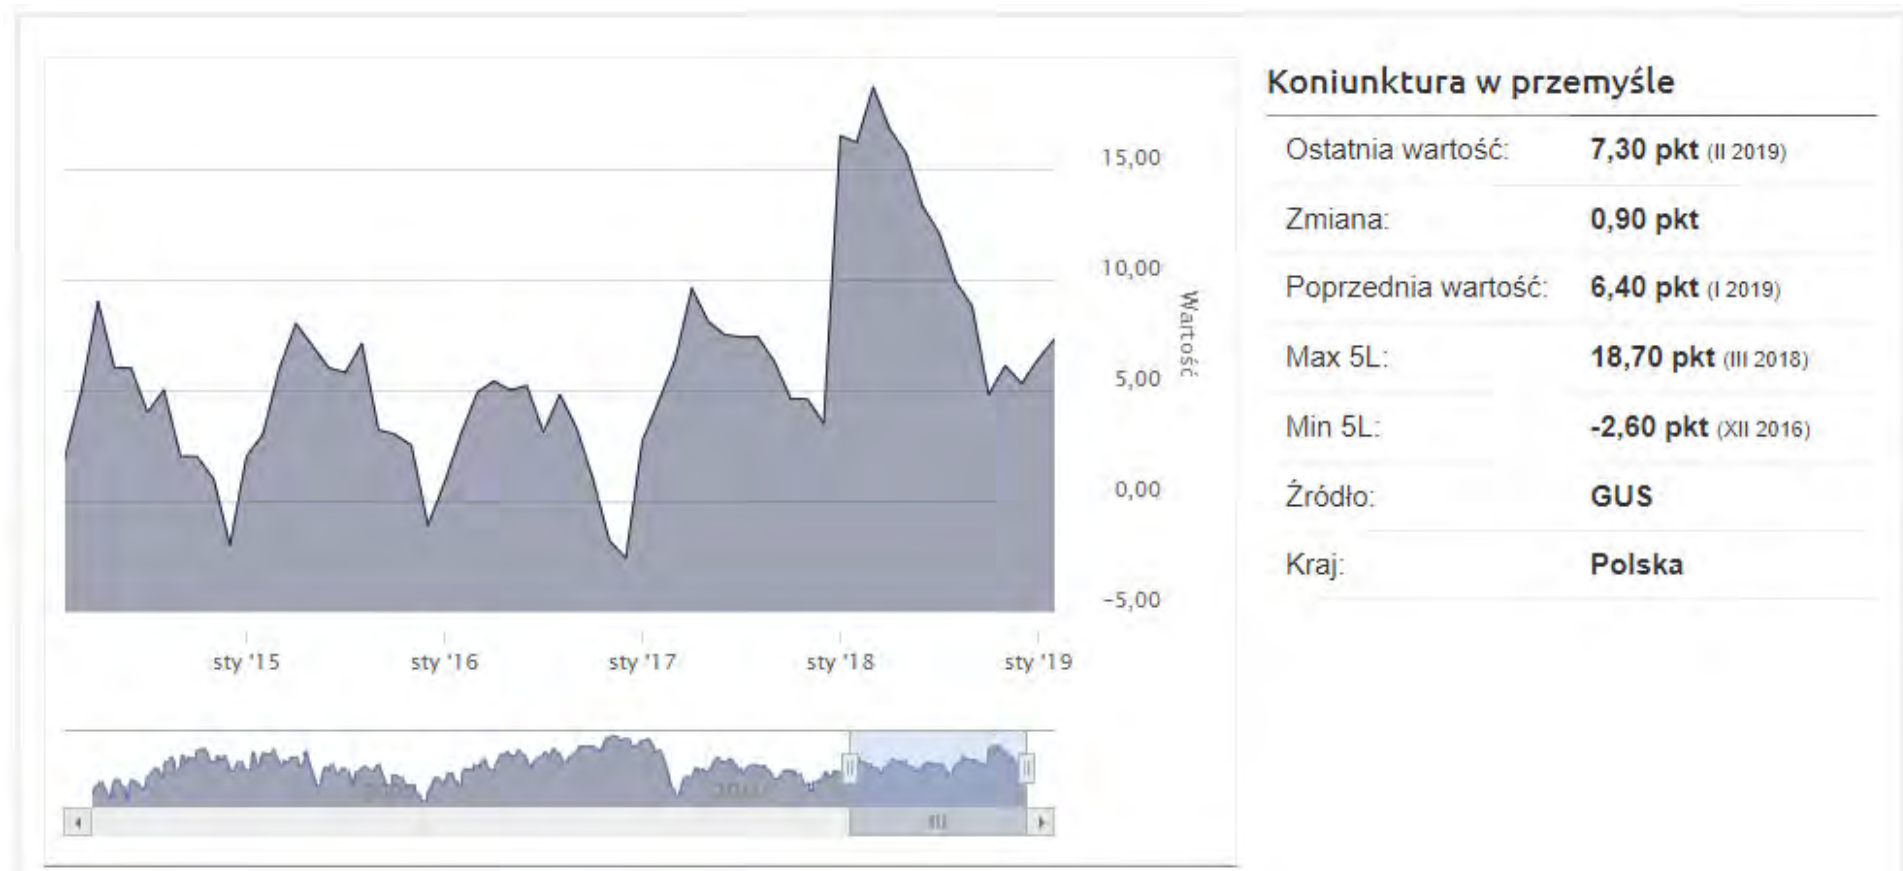 15,00
10,00
5,00
0,00
-5,00
Wartość
sty '15
sty '16
sty '17
sty '18
sty '19
Koniunktura w przemyśle
Ostatnia wartość: 7,30 pkt (II 2019)
Zmiana: 0,90 pkt
Poprzednia wartość: 6,40 pkt (I 2019)
Max 5L: 18,70 pkt (III 2018)
Min 5L: -2,60 pkt (XII 2016)
Źródło: GUS
Kraj: Polska